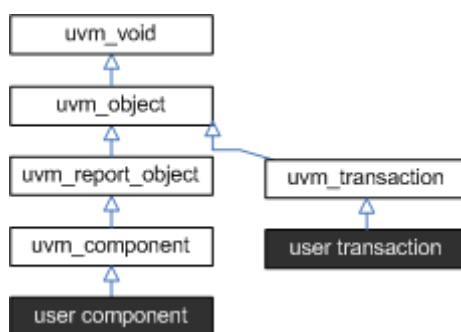 uvm_void
uvm_object
uvm_report_object
uvm_transaction
uvm_component
user transaction
user component